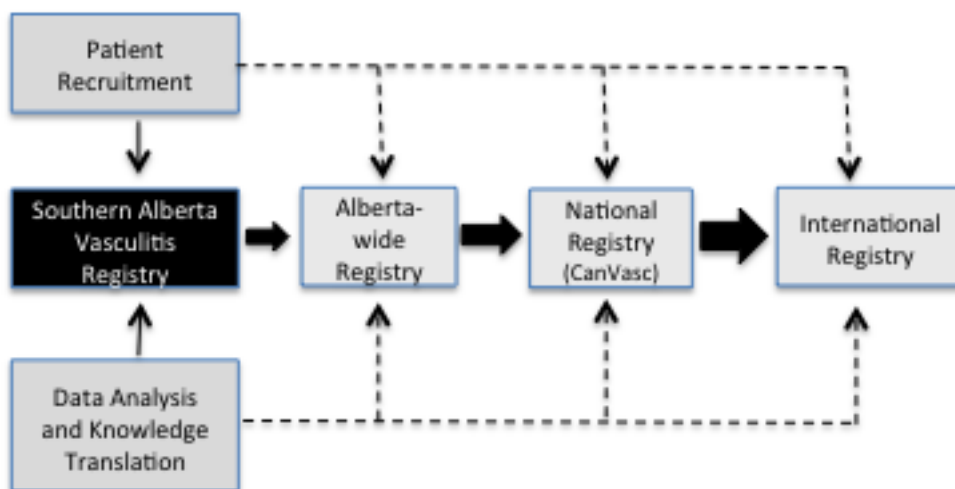 Patient
Recruitment
Southern Alberta
Vasculitis
Registry
Alberta-
wide
Registry
National
Registry
(CanVasc)
International
Registry
Data Analysis
and Knowledge
Translation